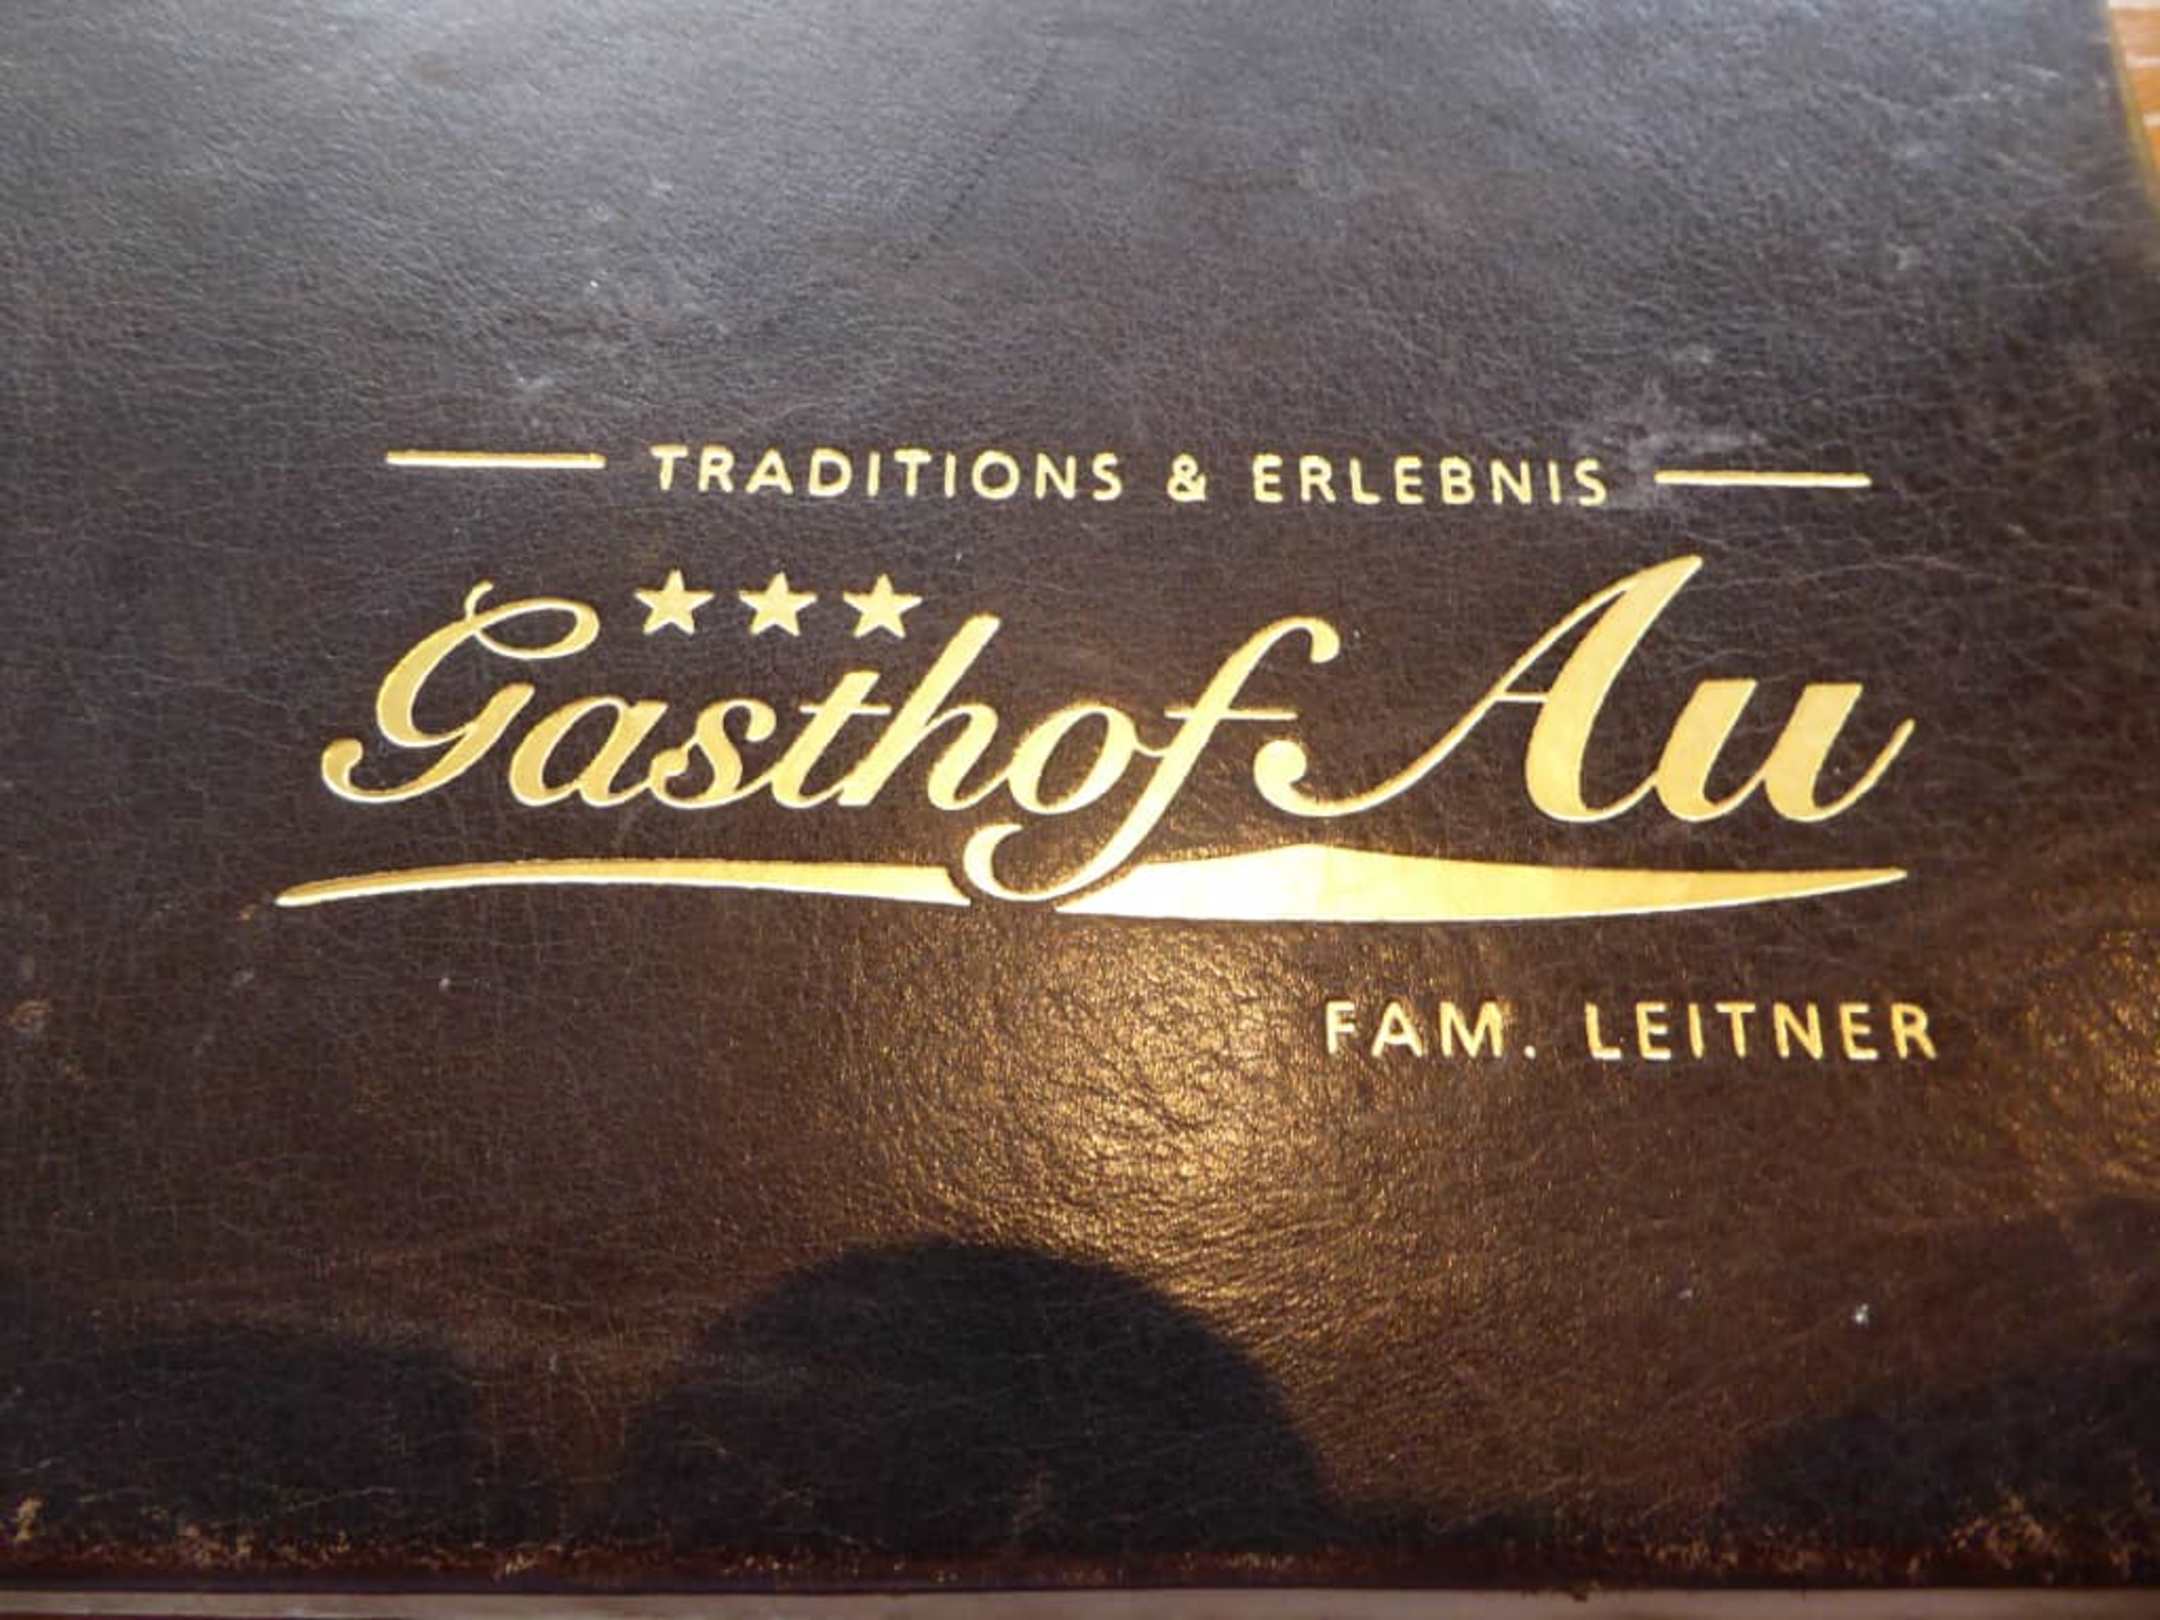 TRADITIONS & ERLEBNIS
Gasthof Au
FAM. LEITNER